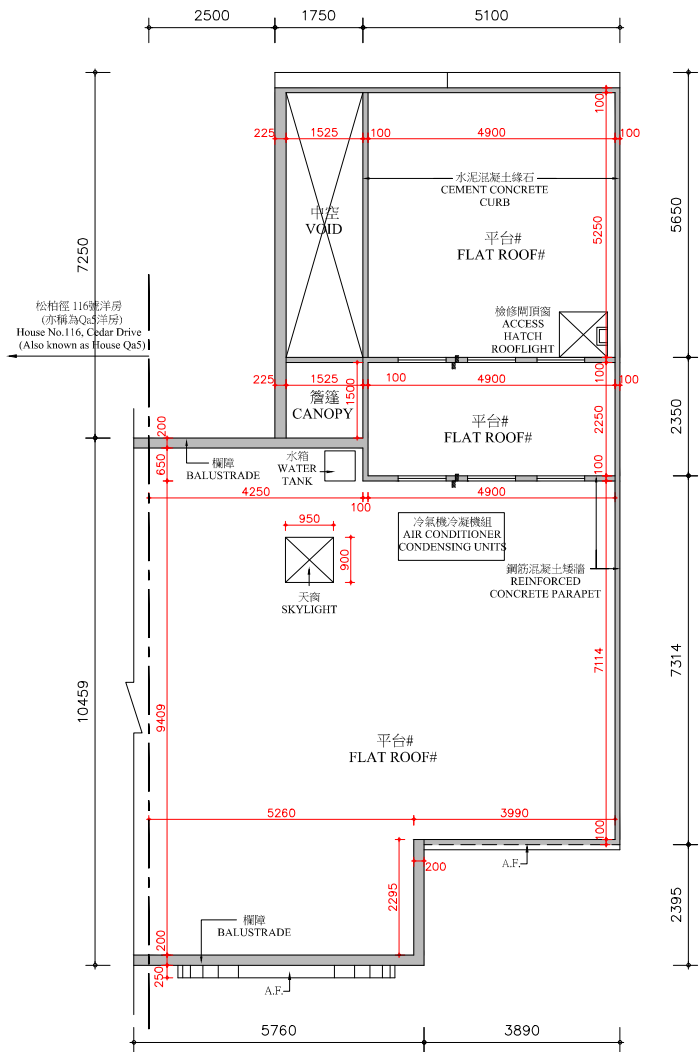 2500
1750
5100
100
225
1525
100
4900
100
水泥混凝土緣石
CEMENT CONCRETE
CURB
中空
VOID
平台#
FLAT ROOF#
5250
5650
7250
松柏徑 116號洋房
(亦稱為Qa5洋房)
House No.116, Cedar Drive
(Also known as House Qa5)
檢修閘頂窗
ACCESS
HATCH
ROOFLIGHT
225
1525
100
4900
100
100
1500
簷篷
CANOPY
平台#
FLAT ROOF#
2250
2350
200
650
欄障
BALUSTRADE
水箱
WATER
TANK
100
4250
100
4900
950
900
冷氣機冷凝機組
AIR CONDITIONER
CONDENSING UNITS
天窗
SKYLIGHT
鋼筋混凝土矮牆
REINFORCED
CONCRETE PARAPET
7314
7114
10459
9409
平台#
FLAT ROOF#
5260
3990
100
200
A.F.
2295
2395
欄障
BALUSTRADE
200
250
A.F.
5760
3890